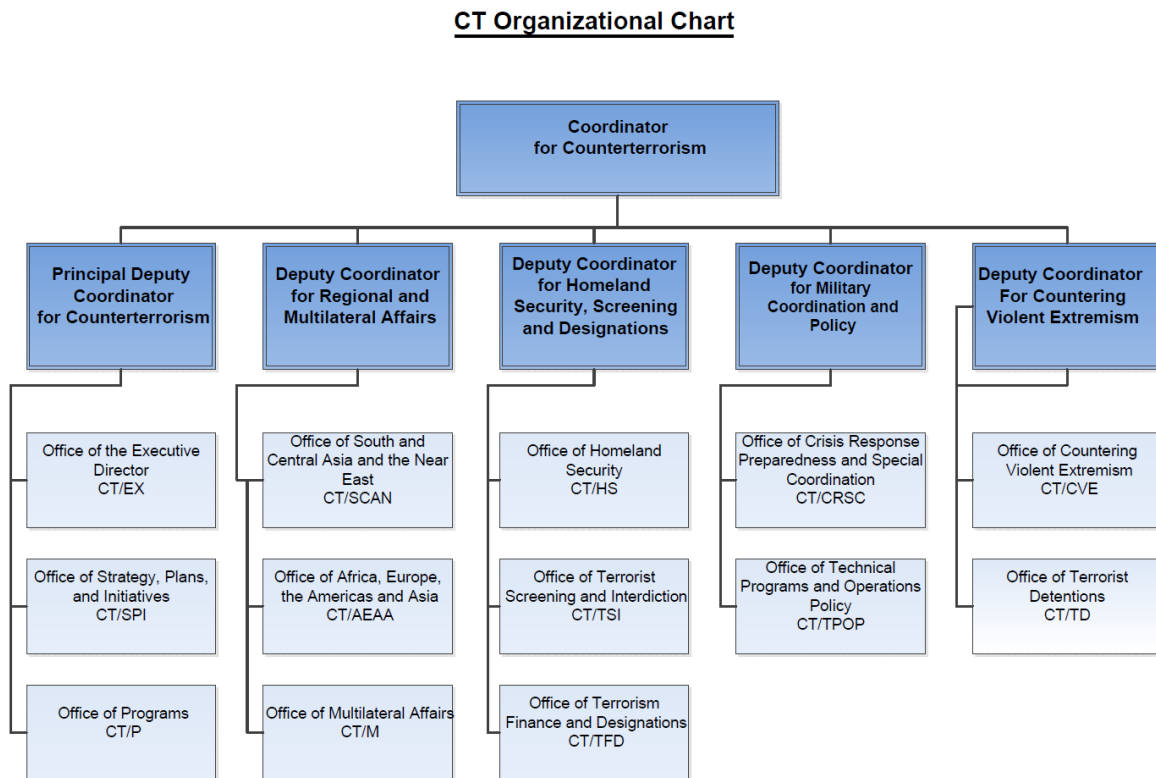 CT Organizational Chart
Coordinator
for Counterterrorism
Principal Deputy
Coordinator
for Counterterrorism
Deputy Coordinator
for Regional and
Multilateral Affairs
Deputy Coordinator
for Homeland
Security, Screening
and Designations
Deputy Coordinator
for Military
Coordination and
Policy
Deputy Coordinator
For Countering
Violent Extremism
Office of the Executive
Director
CT/EX
Office of South and
Central Asia and the Near
East
CT/SCAN
Office of Homeland
Security
CT/HS
Office of Crisis Response
Preparedness and Special
Coordination
CT/CRSC
Office of Countering
Violent Extremism
CT/CVE
Office of Strategy, Plans,
and Initiatives
CT/SPI
Office of Africa, Europe,
the Americas and Asia
CT/AEAA
Office of Terrorist
Screening and Interdiction
CT/TSI
Office of Technical
Programs and Operations
Policy
CT/TPOP
Office of Terrorist
Detentions
CT/TD
Office of Programs
CT/P
Office of Multilateral Affairs
CT/M
Office of Terrorism
Finance and Designations
CT/TFD